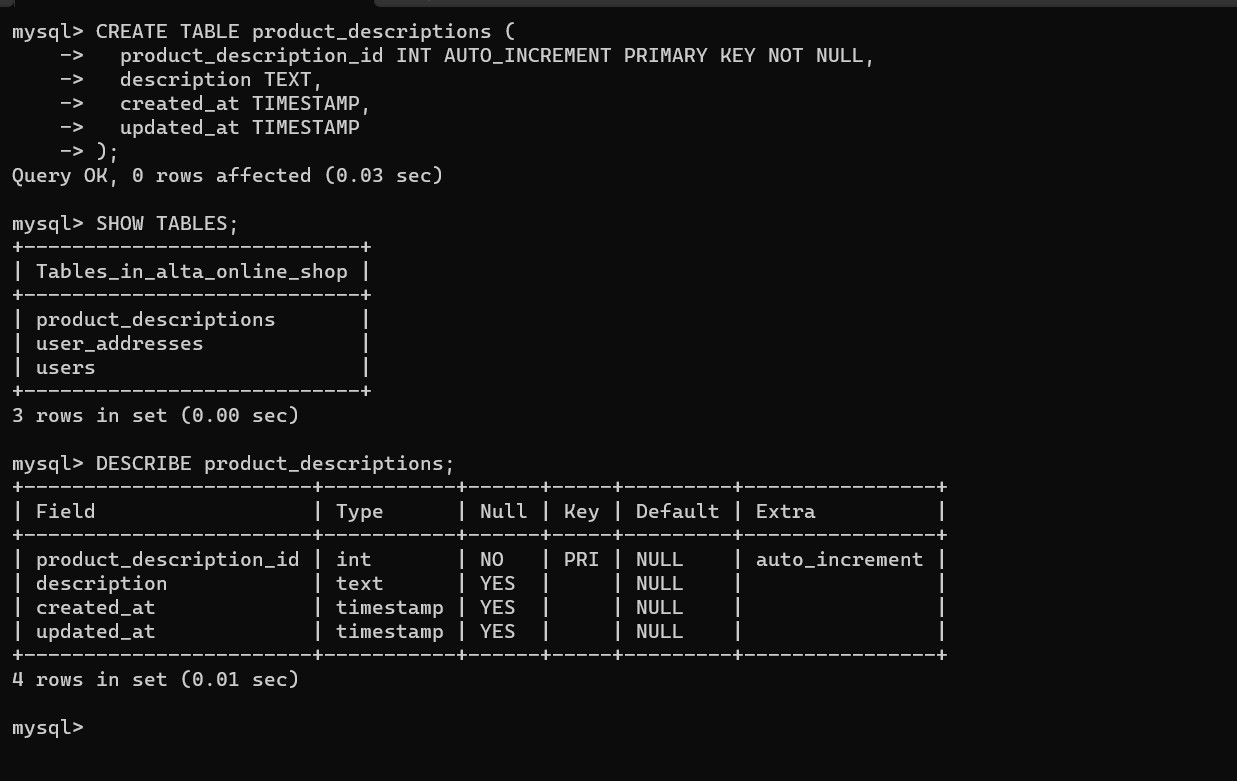 mysql> CREATE TABLE product_descriptions (
    ->   product_description_id INT AUTO_INCREMENT PRIMARY KEY NOT NULL,
    ->   description TEXT,
    ->   created_at TIMESTAMP,
    ->   updated_at TIMESTAMP
    -> );
Query OK, 0 rows affected (0.03 sec)

mysql> SHOW TABLES;
+----------------------------+
| Tables_in_alta_online_shop |
+----------------------------+
| product_descriptions       |
| user_addresses             |
| users                      |
+----------------------------+
3 rows in set (0.00 sec)

mysql> DESCRIBE product_descriptions;
+------------------------+-----------+------+-----+---------+----------------+
| Field                  | Type      | Null | Key | Default | Extra          |
+------------------------+-----------+------+-----+---------+----------------+
| product_description_id | int       | NO   | PRI | NULL    | auto_increment |
| description            | text      | YES  |     | NULL    |                |
| created_at             | timestamp | YES  |     | NULL    |                |
| updated_at             | timestamp | YES  |     | NULL    |                |
+------------------------+-----------+------+-----+---------+----------------+
4 rows in set (0.01 sec)

mysql>